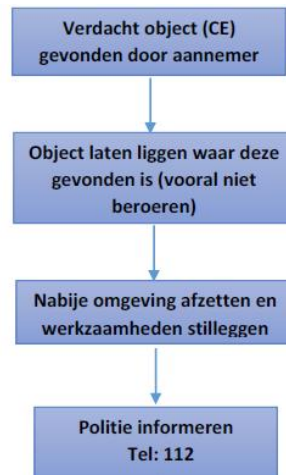 Verdacht object (CE)
gevonden door aannemer
Object laten liggen waar deze
gevonden is (vooral niet
beroeren)
Nabije omgeving afzetten en
werkzaamheden stilleggen
Politie informeren
Tel: 112